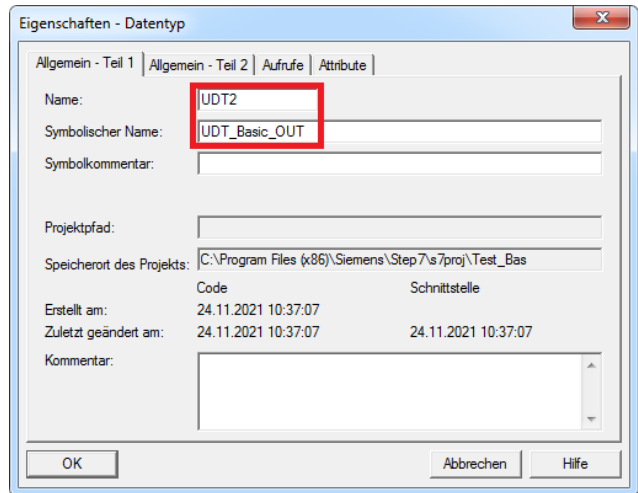 Eigenschaften - Datentyp
Allgemein - Teil 1 Allgemein - Teil 2 Aufrufe Attribute
Name: UDT2
Symbolischer Name: UDT_Basic_OUT
Symbolkommentar:
Projektpfad:
Speicherort des Projekts: C:\Program Files (x86)\Siemens\Step7\s7proj\Test_Bas
Code Schnittstelle
Erstellt am: 24.11.2021 10:37:07
Zuletzt geändert am: 24.11.2021 10:37:07 24.11.2021 10:37:07
Kommentar:
OK Abbrechen Hilfe